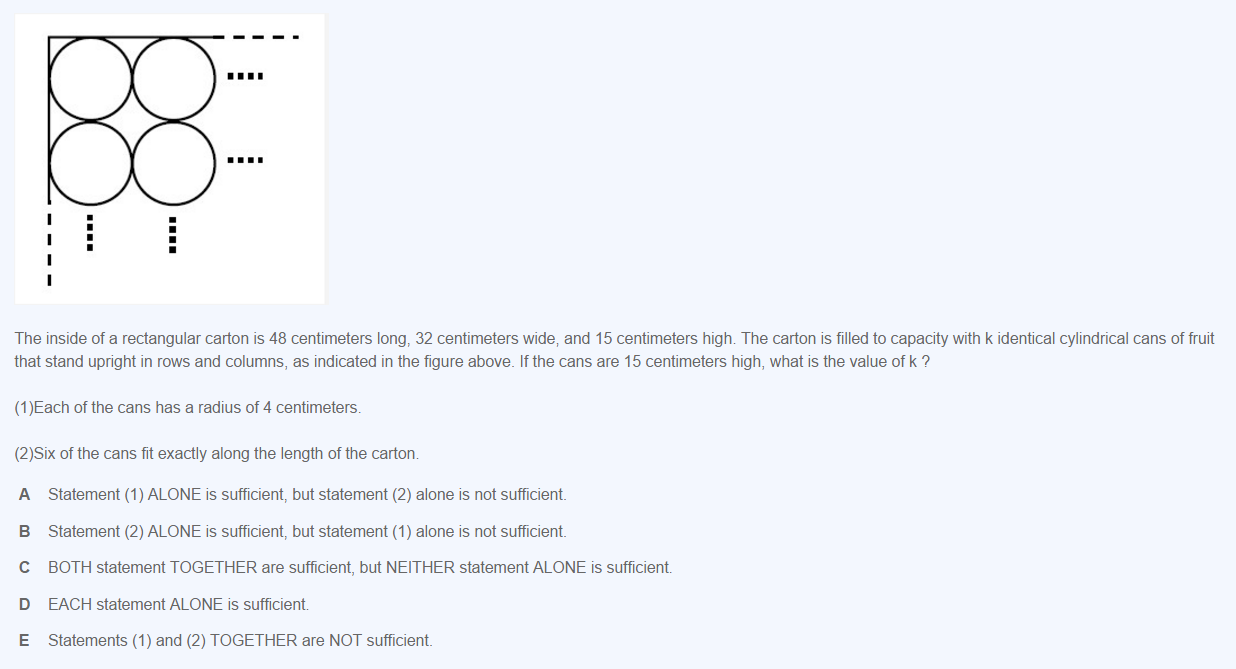 The inside of a rectangular carton is 48 centimeters long, 32 centimeters wide, and 15 centimeters high. The carton is filled to capacity with k identical cylindrical cans of fruit
that stand upright in rows and columns, as indicated in the figure above. If the cans are 15 centimeters high, what is the value of k ?
(1)Each of the cans has a radius of 4 centimeters.
(2)Six of the cans fit exactly along the length of the carton.
A Statement (1) ALONE is sufficient, but statement (2) alone is not sufficient.
B Statement (2) ALONE is sufficient, but statement (1) alone is not sufficient.
C BOTH statement TOGETHER are sufficient, but NEITHER statement ALONE is sufficient.
D EACH statement ALONE is sufficient.
E Statements (1) and (2) TOGETHER are NOT sufficient.